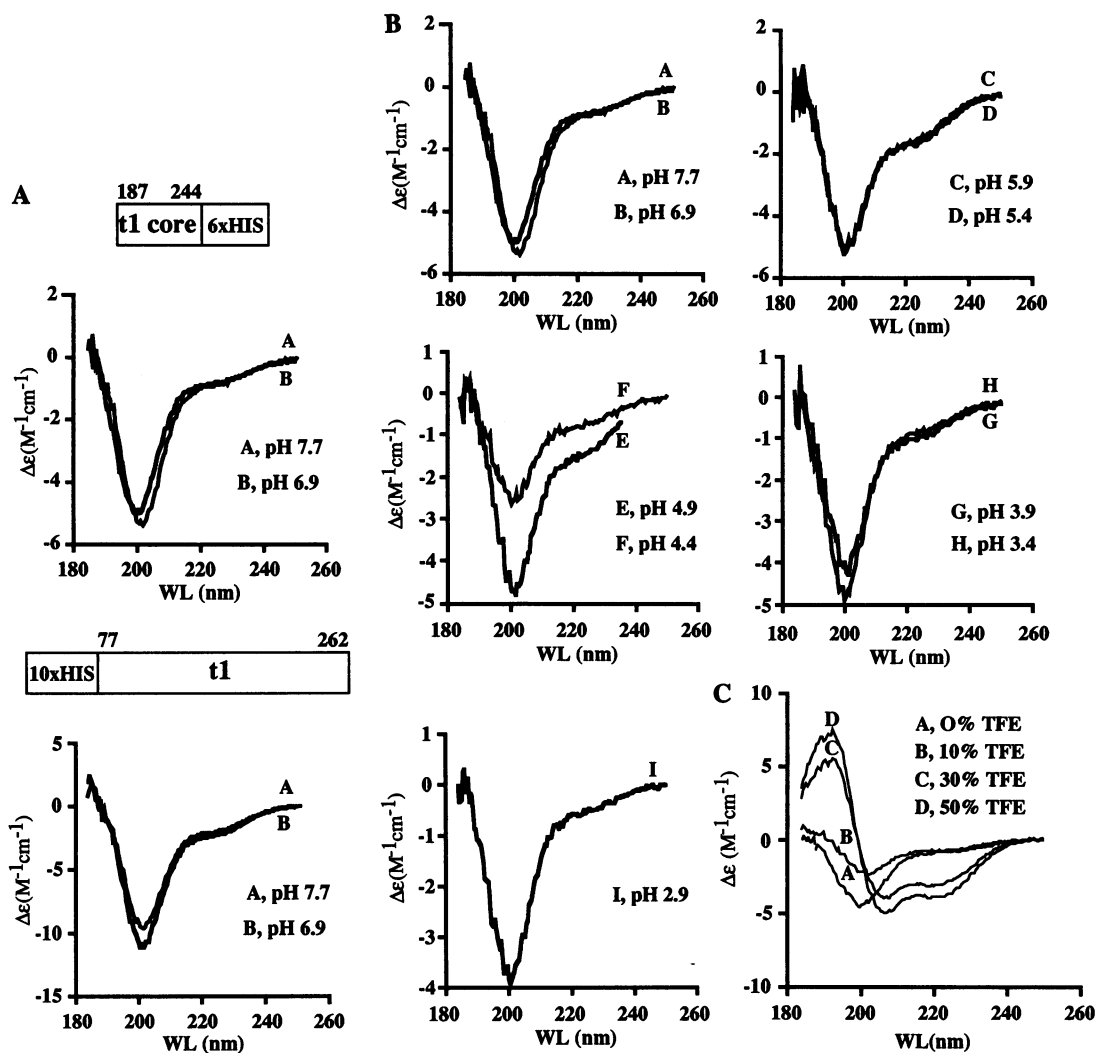 A
187 244
t1 core 6xHIS
2
0
-2
-4
-6
Δε(M⁻¹cm⁻¹)
A
B
A, pH 7.7
B, pH 6.9
180 200 220 240 260
WL (nm)
77 262
10xHIS t1
5
0
-5
-10
-15
Δε(M⁻¹cm⁻¹)
A
B
A, pH 7.7
B, pH 6.9
180 200 220 240 260
WL (nm)
B
2
0
-2
-4
-6
Δε(M⁻¹cm⁻¹)
A
B
A, pH 7.7
B, pH 6.9
180 200 220 240 260
WL (nm)
2
0
-2
-4
-6
Δε(M⁻¹cm⁻¹)
C
D
C, pH 5.9
D, pH 5.4
180 200 220 240 260
WL (nm)
1
0
-1
-2
-3
-4
-5
Δε(M⁻¹cm⁻¹)
F
E
E, pH 4.9
F, pH 4.4
180 200 220 240 260
WL (nm)
1
0
-1
-2
-3
-4
-5
Δε(M⁻¹cm⁻¹)
H
G
G, pH 3.9
H, pH 3.4
180 200 220 240 260
WL (nm)
1
0
-1
-2
-3
-4
Δε(M⁻¹cm⁻¹)
I
I, pH 2.9
180 200 220 240 260
WL (nm)
C
10
5
0
-5
-10
Δε (M⁻¹cm⁻¹)
D
C
B
A
A, O% TFE
B, 10% TFE
C, 30% TFE
D, 50% TFE
180 200 220 240 260
WL(nm)